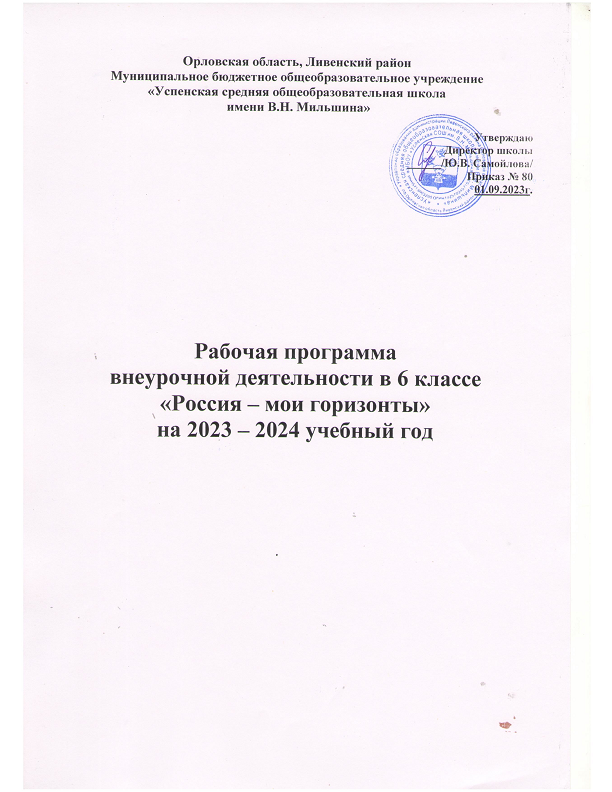 Орловская область, Ливенский район
Муниципальное бюджетное общеобразовательное учреждение
«Успенская средняя общеобразовательная школа
имени В.Н. Мильшина»
Утверждаю
Директор школы
/Ю.В. Самойлова/
Приказ № 80
01.09.2023г.
Рабочая программа
внеурочной деятельности в 6 классе
«Россия – мои горизонты»
на 2023 – 2024 учебный год